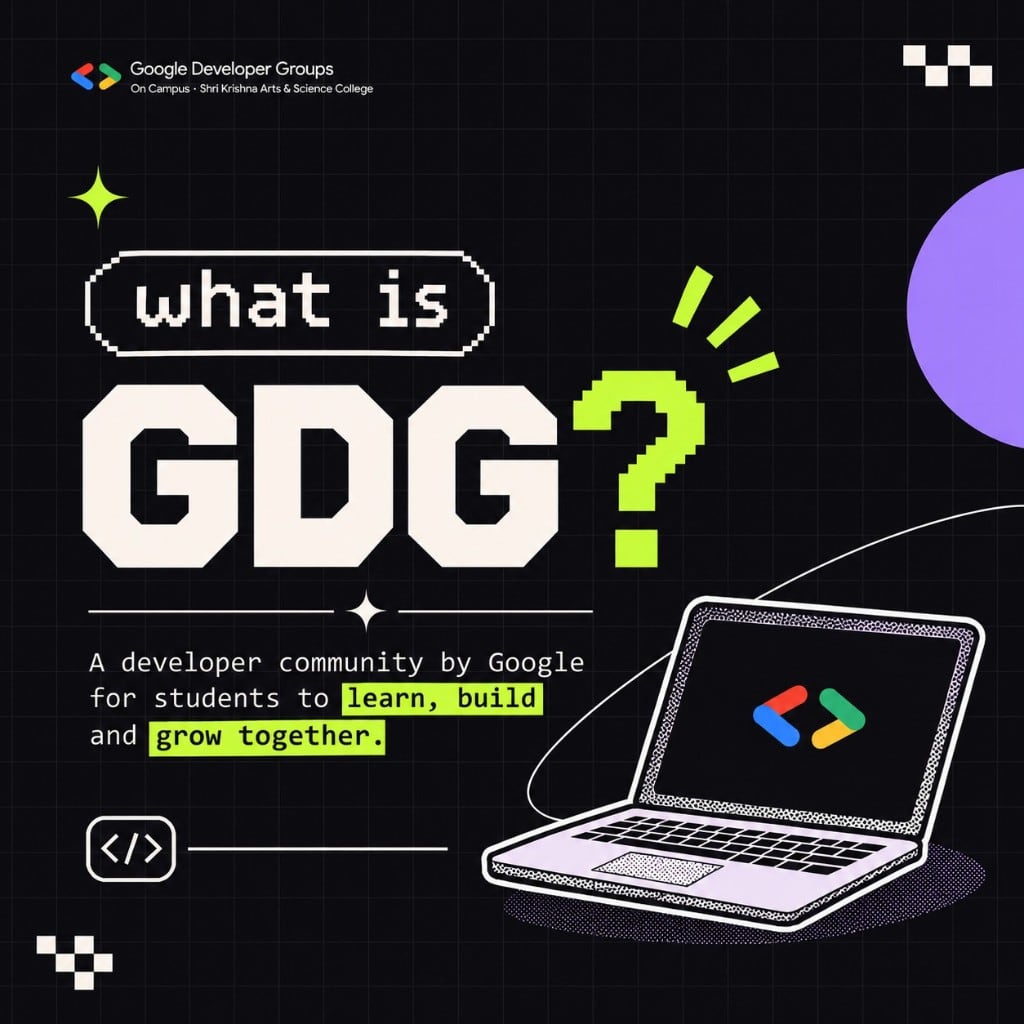 Google Developer Groups
On Campus · Shri Krishna Arts & Science College
what is
GDG?
A developer community by Google
for students to learn, build
and grow together.
</>